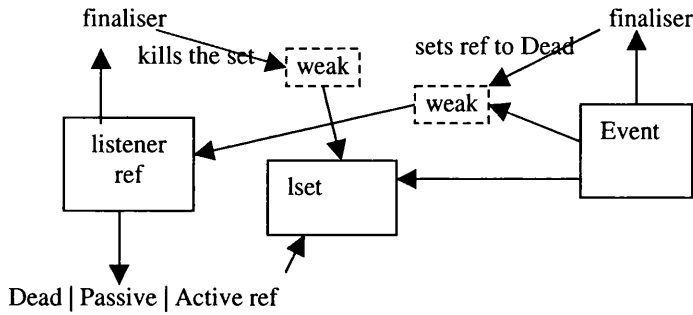 finaliser
finaliser
kills the set
sets ref to Dead
weak
weak
listener
ref
Event
lset
Dead | Passive | Active ref